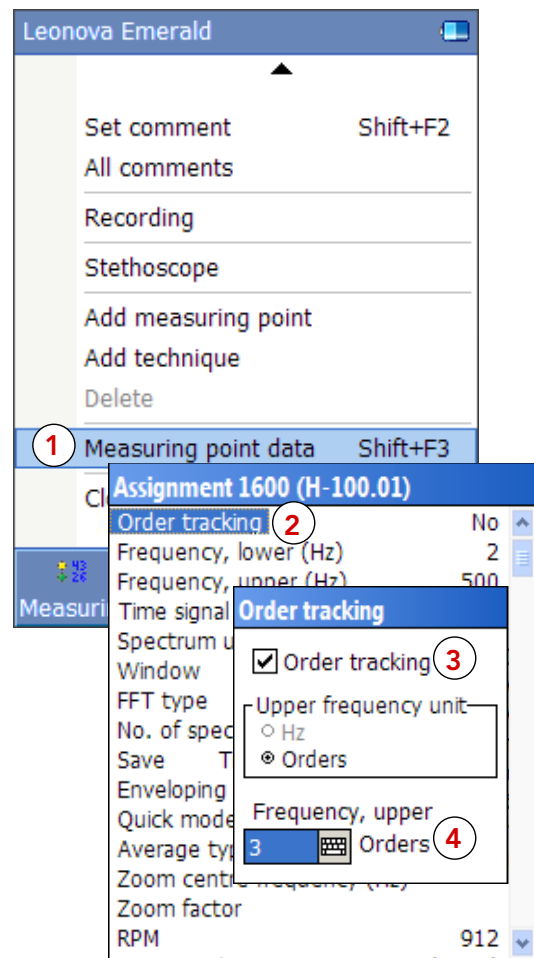 Leonova Emerald
Set comment Shift+F2
All comments
Recording
Stethoscope
Add measuring point
Add technique
Delete
1 Measuring point data Shift+F3
Cl
Measuri
Assignment 1600 (H-100.01)
Order tracking 2 No
Frequency, lower (Hz) 2
Frequency, upper (Hz) 500
Time signal
Spectrum u
Window
FFT type
No. of spec
Save T
Enveloping
Quick mode
Average typ
Zoom centre frequency (Hz)
Zoom factor
RPM 912
Order tracking
Order tracking 3
Upper frequency unit
Hz
Orders
Frequency, upper
3 Orders 4